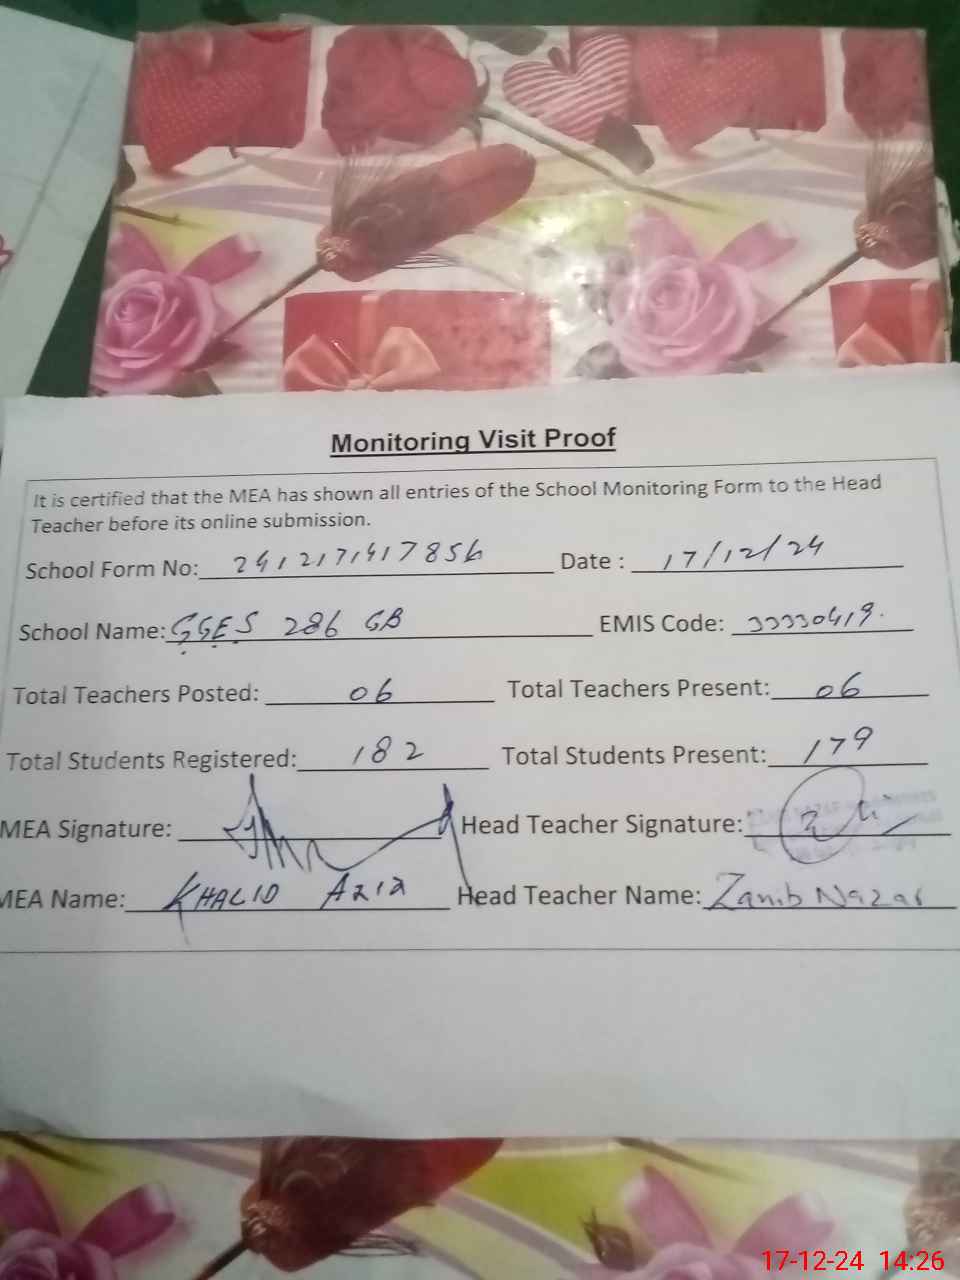 Monitoring Visit Proof
It is certified that the MEA has shown all entries of the School Monitoring Form to the Head
Teacher before its online submission.
School Form No: 2412171417856 Date : 17/12/24
School Name: GGES 286 GB EMIS Code: 33330419.
Total Teachers Posted: 06 Total Teachers Present: 06
Total Students Registered: 182 Total Students Present: 179
MEA Signature: Head Teacher Signature:
MEA Name: KHALID AZIZ Head Teacher Name: Zanib Nazar
17-12-24 14:26